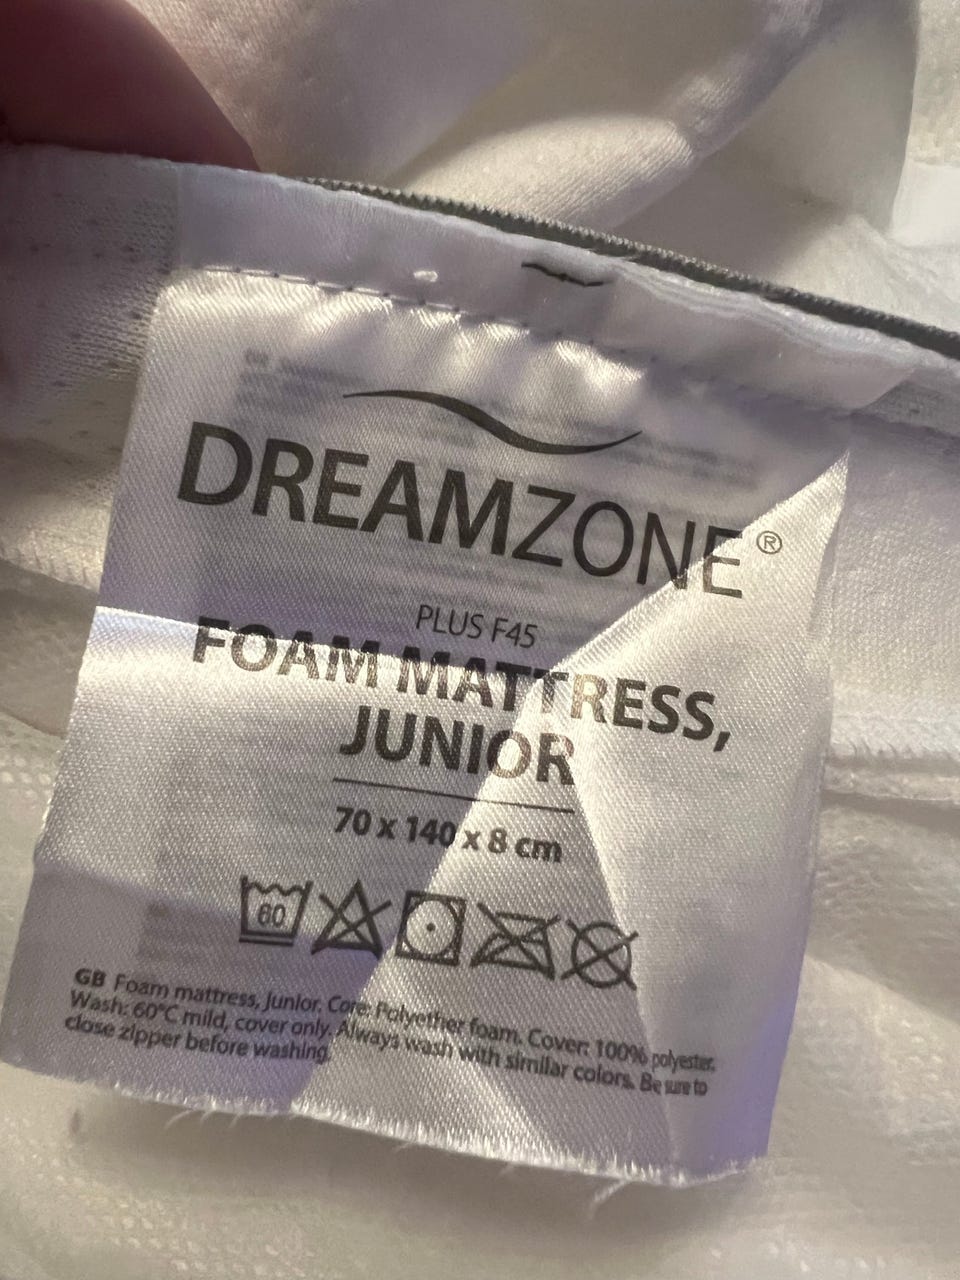 DREAMZONE®
PLUS F45
FOAM MATTRESS,
JUNIOR
70 x 140 x 8 cm
60
GB Foam mattress, Junior. Core: Polyether foam. Cover: 100% polyester.
Wash: 60°C mild, cover only. Always wash with similar colors. Be sure to
close zipper before washing.